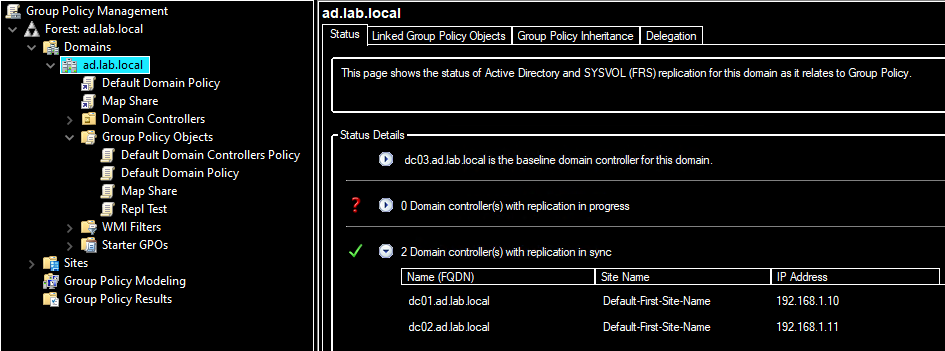 Group Policy Management
Forest: ad.lab.local
Domains
ad.lab.local
Default Domain Policy
Map Share
Domain Controllers
Group Policy Objects
Default Domain Controllers Policy
Default Domain Policy
Map Share
Repl Test
WMI Filters
Starter GPOs
Sites
Group Policy Modeling
Group Policy Results
ad.lab.local
Status Linked Group Policy Objects Group Policy Inheritance Delegation
This page shows the status of Active Directory and SYSVOL (FRS) replication for this domain as it relates to Group Policy.
Status Details
dc03.ad.lab.local is the baseline domain controller for this domain.
? 0 Domain controller(s) with replication in progress
2 Domain controller(s) with replication in sync
Name (FQDN) Site Name IP Address
dc01.ad.lab.local Default-First-Site-Name 192.168.1.10
dc02.ad.lab.local Default-First-Site-Name 192.168.1.11